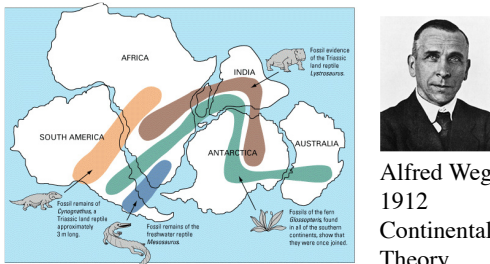 AFRICA
Fossil evidence
of the Triassic
land reptile
Lystrosaurus.
INDIA
SOUTH AMERICA
ANTARCTICA
AUSTRALIA
Fossil remains of
Cynognathus, a
Triassic land reptile
approximately
3 m long.
Fossil remains of the
freshwater reptile
Mesosaurus.
Fossils of the fern
Glossopteris, found
in all of the southern
continents, show that
they were once joined.
Alfred Weg
1912
Continental
Theory